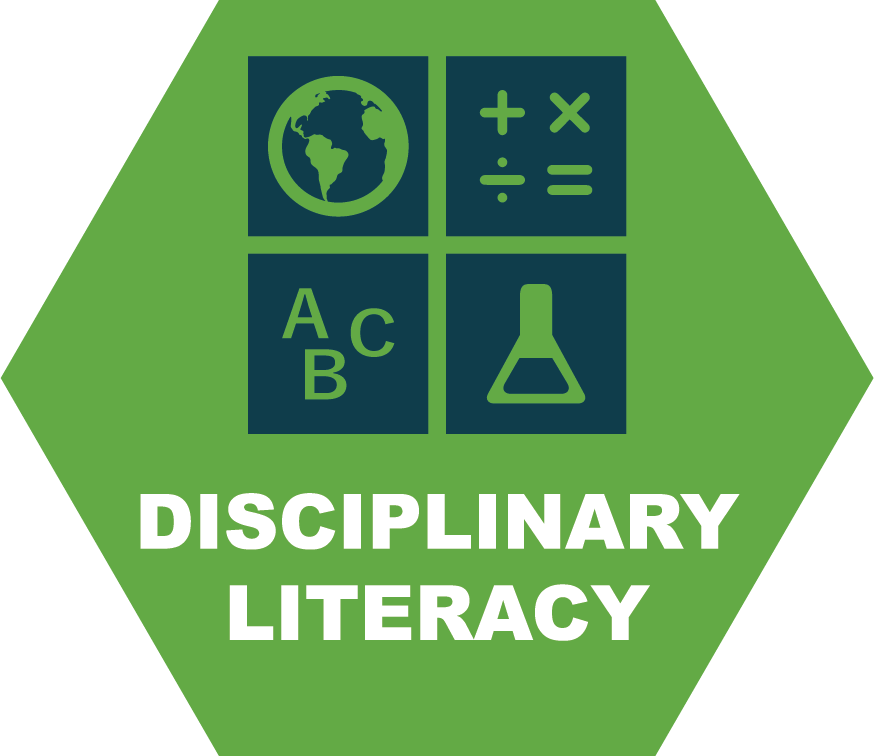 + ×
÷ =
A C
B
DISCIPLINARY
LITERACY